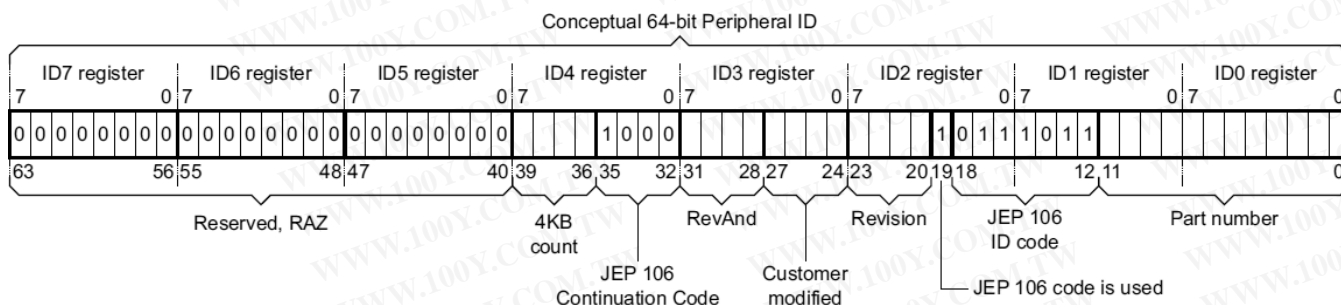 Conceptual 64-bit Peripheral ID
ID7 register ID6 register ID5 register ID4 register ID3 register ID2 register ID1 register ID0 register
7 0 7 0 7 0 7 0 7 0 7 0 7 0 7 0
0 0 0 0 0 0 0 0 0 0 0 0 0 0 0 0 0 0 0 0 0 0 0 0 1 0 0 0 1 0 1 1 1 0 1 1
63 56 55 48 47 40 39 36 35 32 31 28 27 24 23 20 19 18 12 11 0
Reserved, RAZ
4KB
count
JEP 106
Continuation Code
RevAnd
Customer
modified
Revision
JEP 106 code is used
JEP 106
ID code
Part number
WWW.100Y.COM.TW